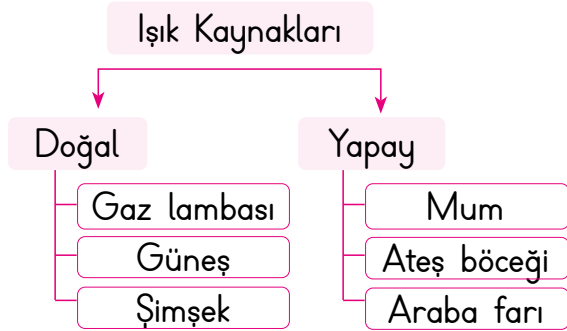 Işık Kaynakları
Doğal
Yapay
Gaz lambası
Mum
Güneş
Ateş böceği
Şimşek
Araba farı